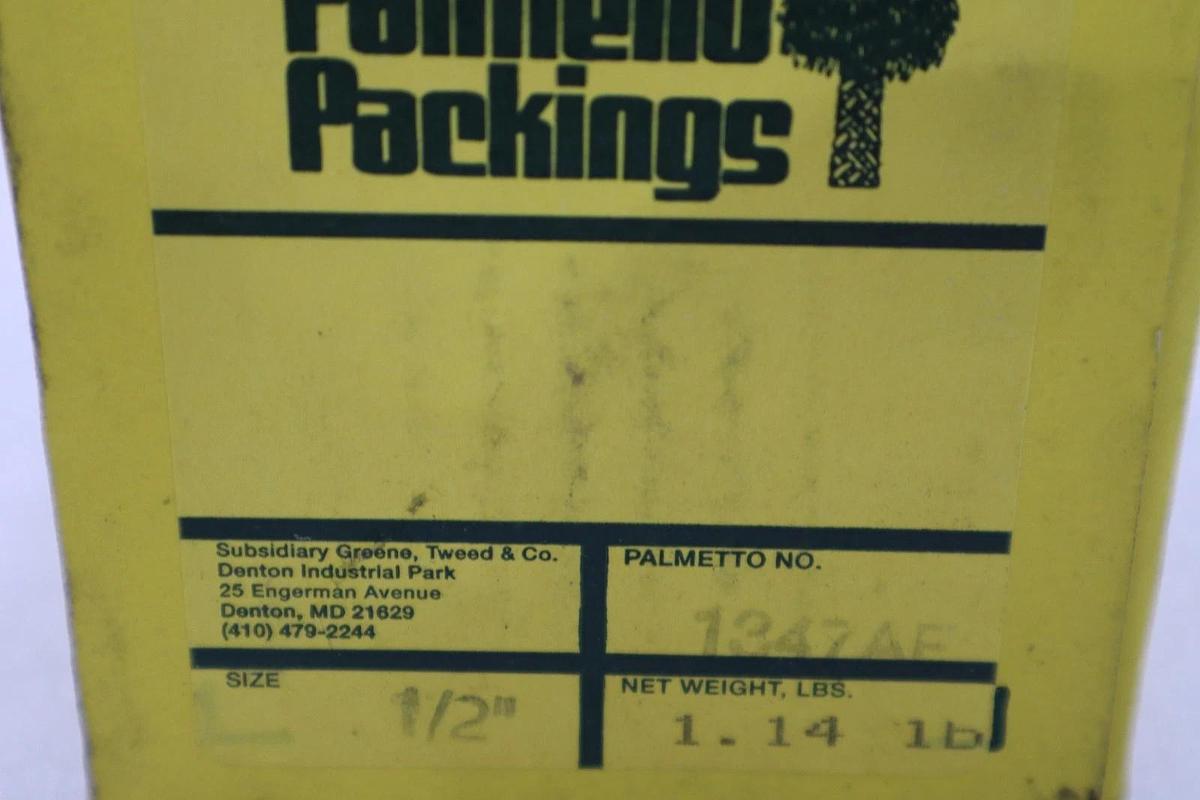 Palmetto
Packings
Subsidiary Greene, Tweed & Co.
Denton Industrial Park
25 Engerman Avenue
Denton, MD 21629
(410) 479-2244
PALMETTO NO.
1347AF
SIZE
1/2"
NET WEIGHT, LBS.
1.14 lb